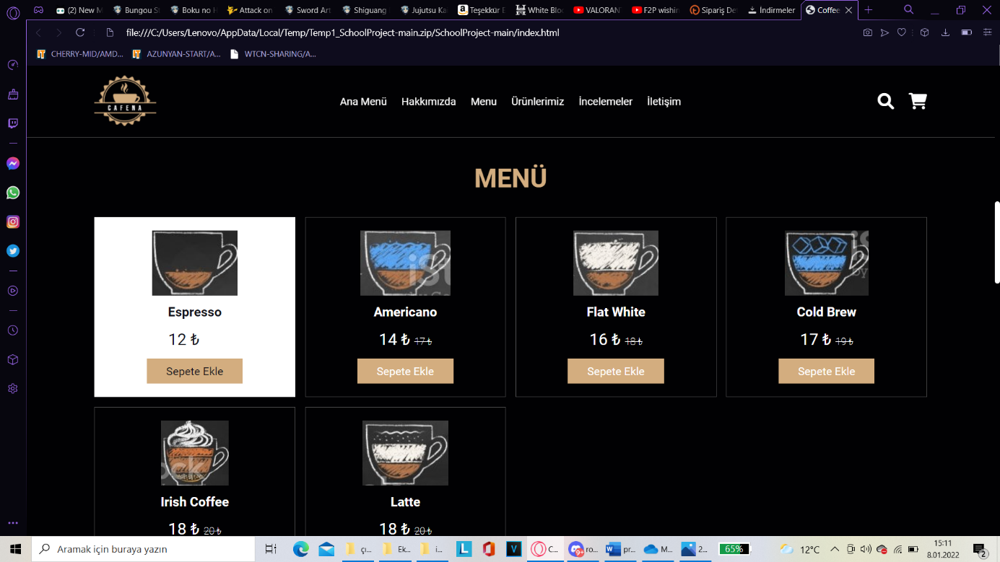 (2) New M
Bungou St
Boku no H
Attack on
Sword Art
Shiguang
Jujutsu Kai
Teşekkür E
White Bloo
VALORAN
F2P wishin
Sipariş De
İndirmeler
Coffee
file:///C:/Users/Lenovo/AppData/Local/Temp/Temp1_SchoolProject-main.zip/SchoolProject-main/index.html
CHERRY-MID/AMD...
AZUNYAN-START/A...
WTCN-SHARING/A...
CAFENA
Ana Menü Hakkımızda Menu Ürünlerimiz İncelemeler İletişim
MENÜ
Espresso
12 ₺
Sepete Ekle
Americano
14 ₺ 17 ₺
Sepete Ekle
Flat White
16 ₺ 18 ₺
Sepete Ekle
Cold Brew
17 ₺ 19 ₺
Sepete Ekle
Irish Coffee
18 ₺ 20 ₺
Latte
18 ₺ 20 ₺
Aramak için buraya yazın
çı...
Ek...
i...
C...
9+
ro...
pr...
M...
2...
65%
12°C
15:11
8.01.2022
2